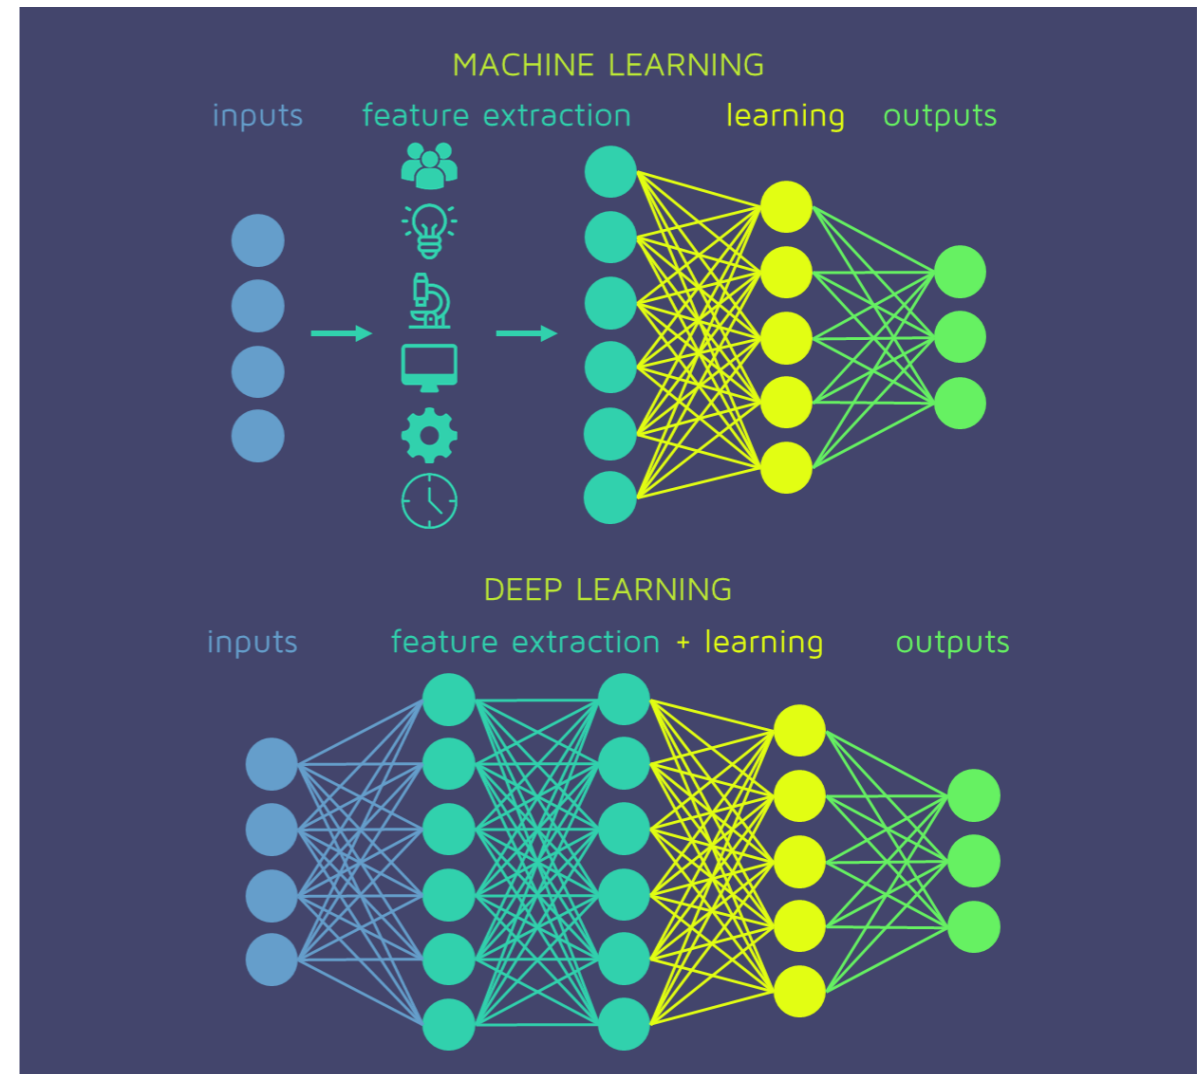 MACHINE LEARNING
inputs feature extraction learning outputs
DEEP LEARNING
inputs feature extraction + learning outputs